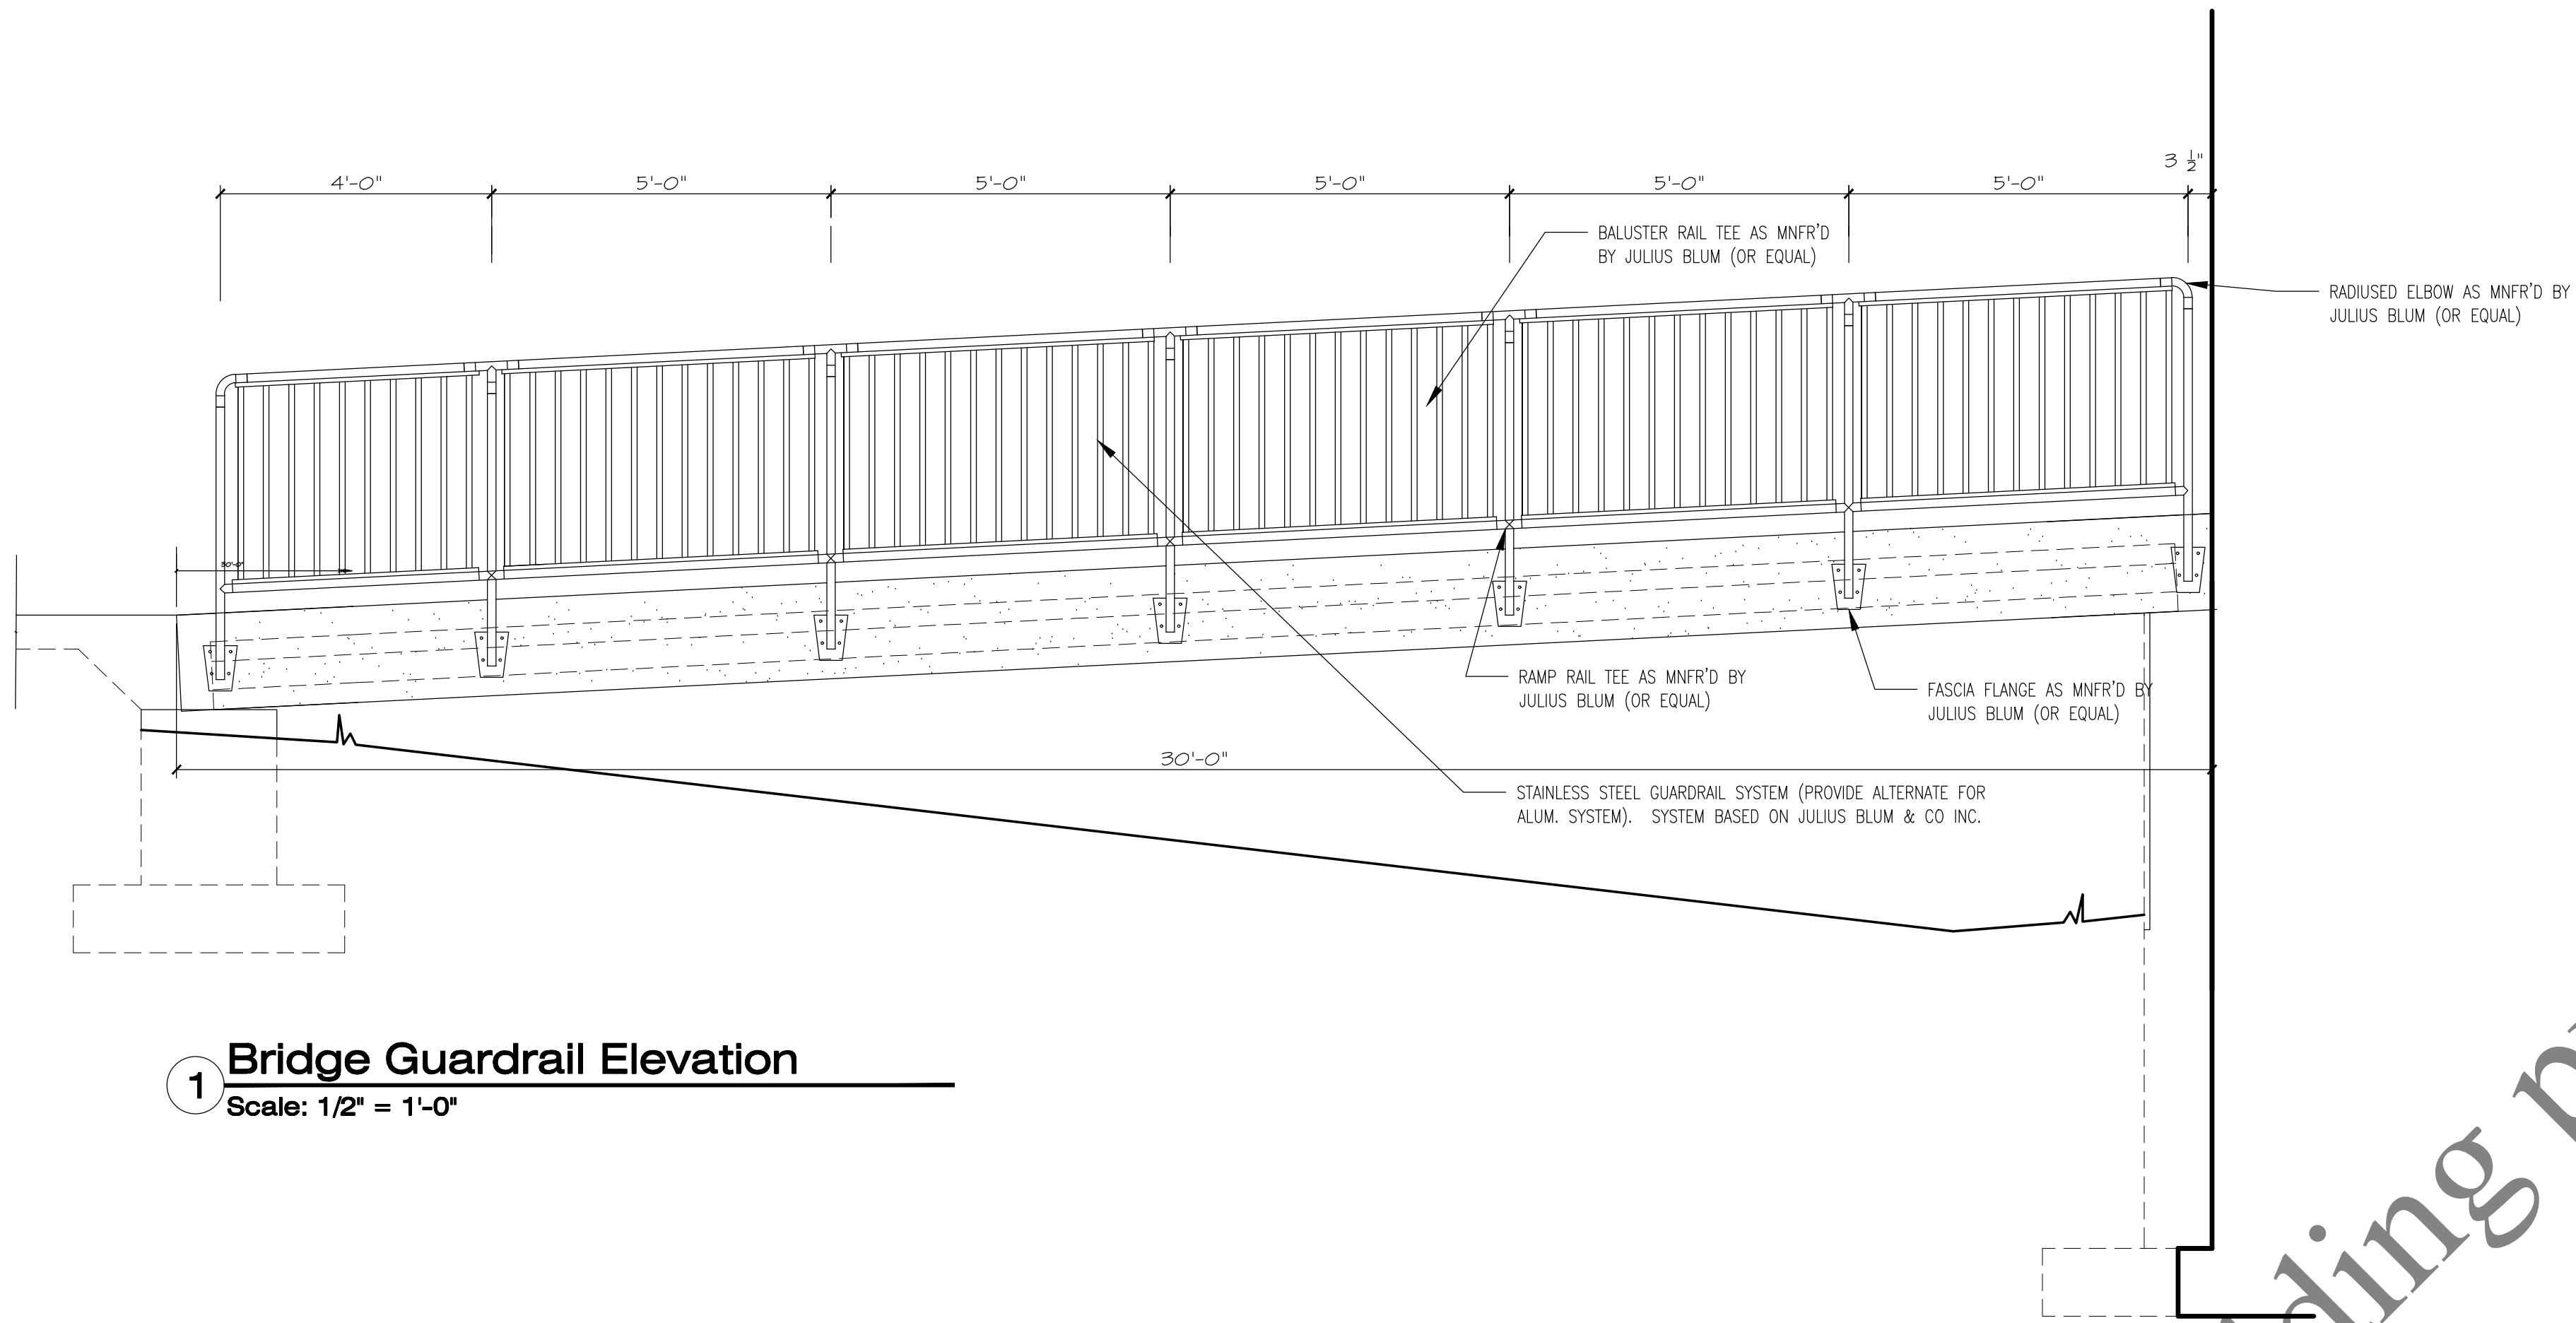 4'-0"
5'-0"
5'-0"
5'-0"
5'-0"
5'-0"
3 1/2"
BALUSTER RAIL TEE AS MNFR'D
BY JULIUS BLUM (OR EQUAL)
RADIUSED ELBOW AS MNFR'D BY
JULIUS BLUM (OR EQUAL)
30'-0"
RAMP RAIL TEE AS MNFR'D BY
JULIUS BLUM (OR EQUAL)
FASCIA FLANGE AS MNFR'D BY
JULIUS BLUM (OR EQUAL)
30'-0"
STAINLESS STEEL GUARDRAIL SYSTEM (PROVIDE ALTERNATE FOR
ALUM. SYSTEM). SYSTEM BASED ON JULIUS BLUM & CO INC.
1
Bridge Guardrail Elevation
Scale: 1/2" = 1'-0"